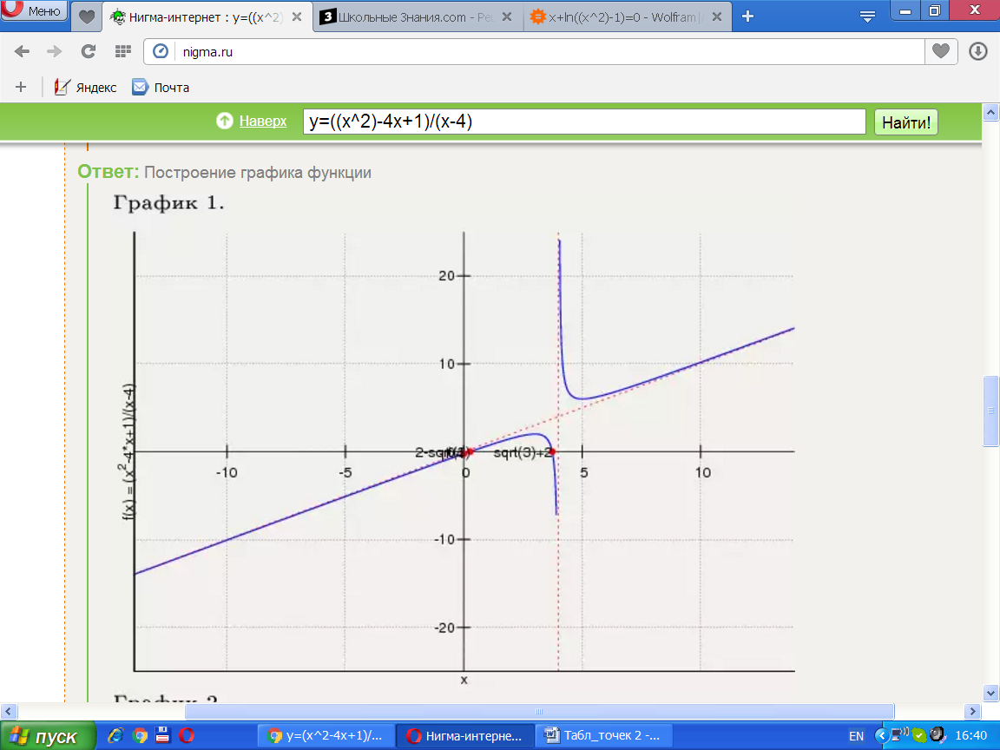 Меню
Нигма-интернет : y=((x^2)
Школьные Знания.com - Ре
x+ln((x^2)-1)=0 - Wolfram
nigma.ru
Яндекс
Почта
Наверх
y=((x^2)-4x+1)/(x-4)
Найти!
Ответ: Построение графика функции
График 1.
f(x) = (x^2-4*x+1)/(x-4)
20
10
2-sqrt(3)
sqrt(3)+2
-10 -5 0 5 10
-10
-20
x
График 2
пуск
y=(x^2-4x+1)/...
Нигма-интерне...
Табл_точек 2 -...
EN
16:40